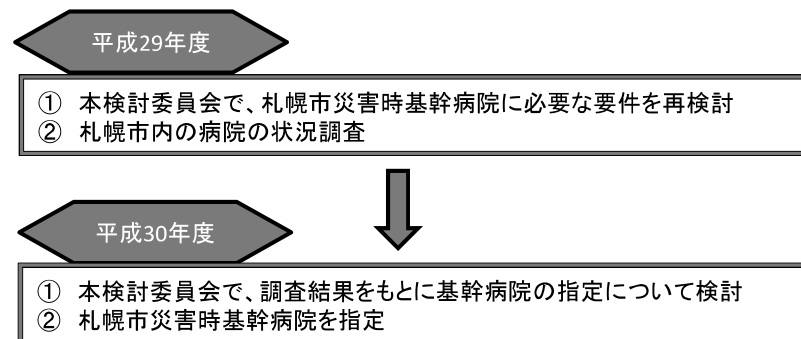 平成29年度
① 本検討委員会で、札幌市災害時基幹病院に必要な要件を再検討
② 札幌市内の病院の状況調査
平成30年度
① 本検討委員会で、調査結果をもとに基幹病院の指定について検討
② 札幌市災害時基幹病院を指定